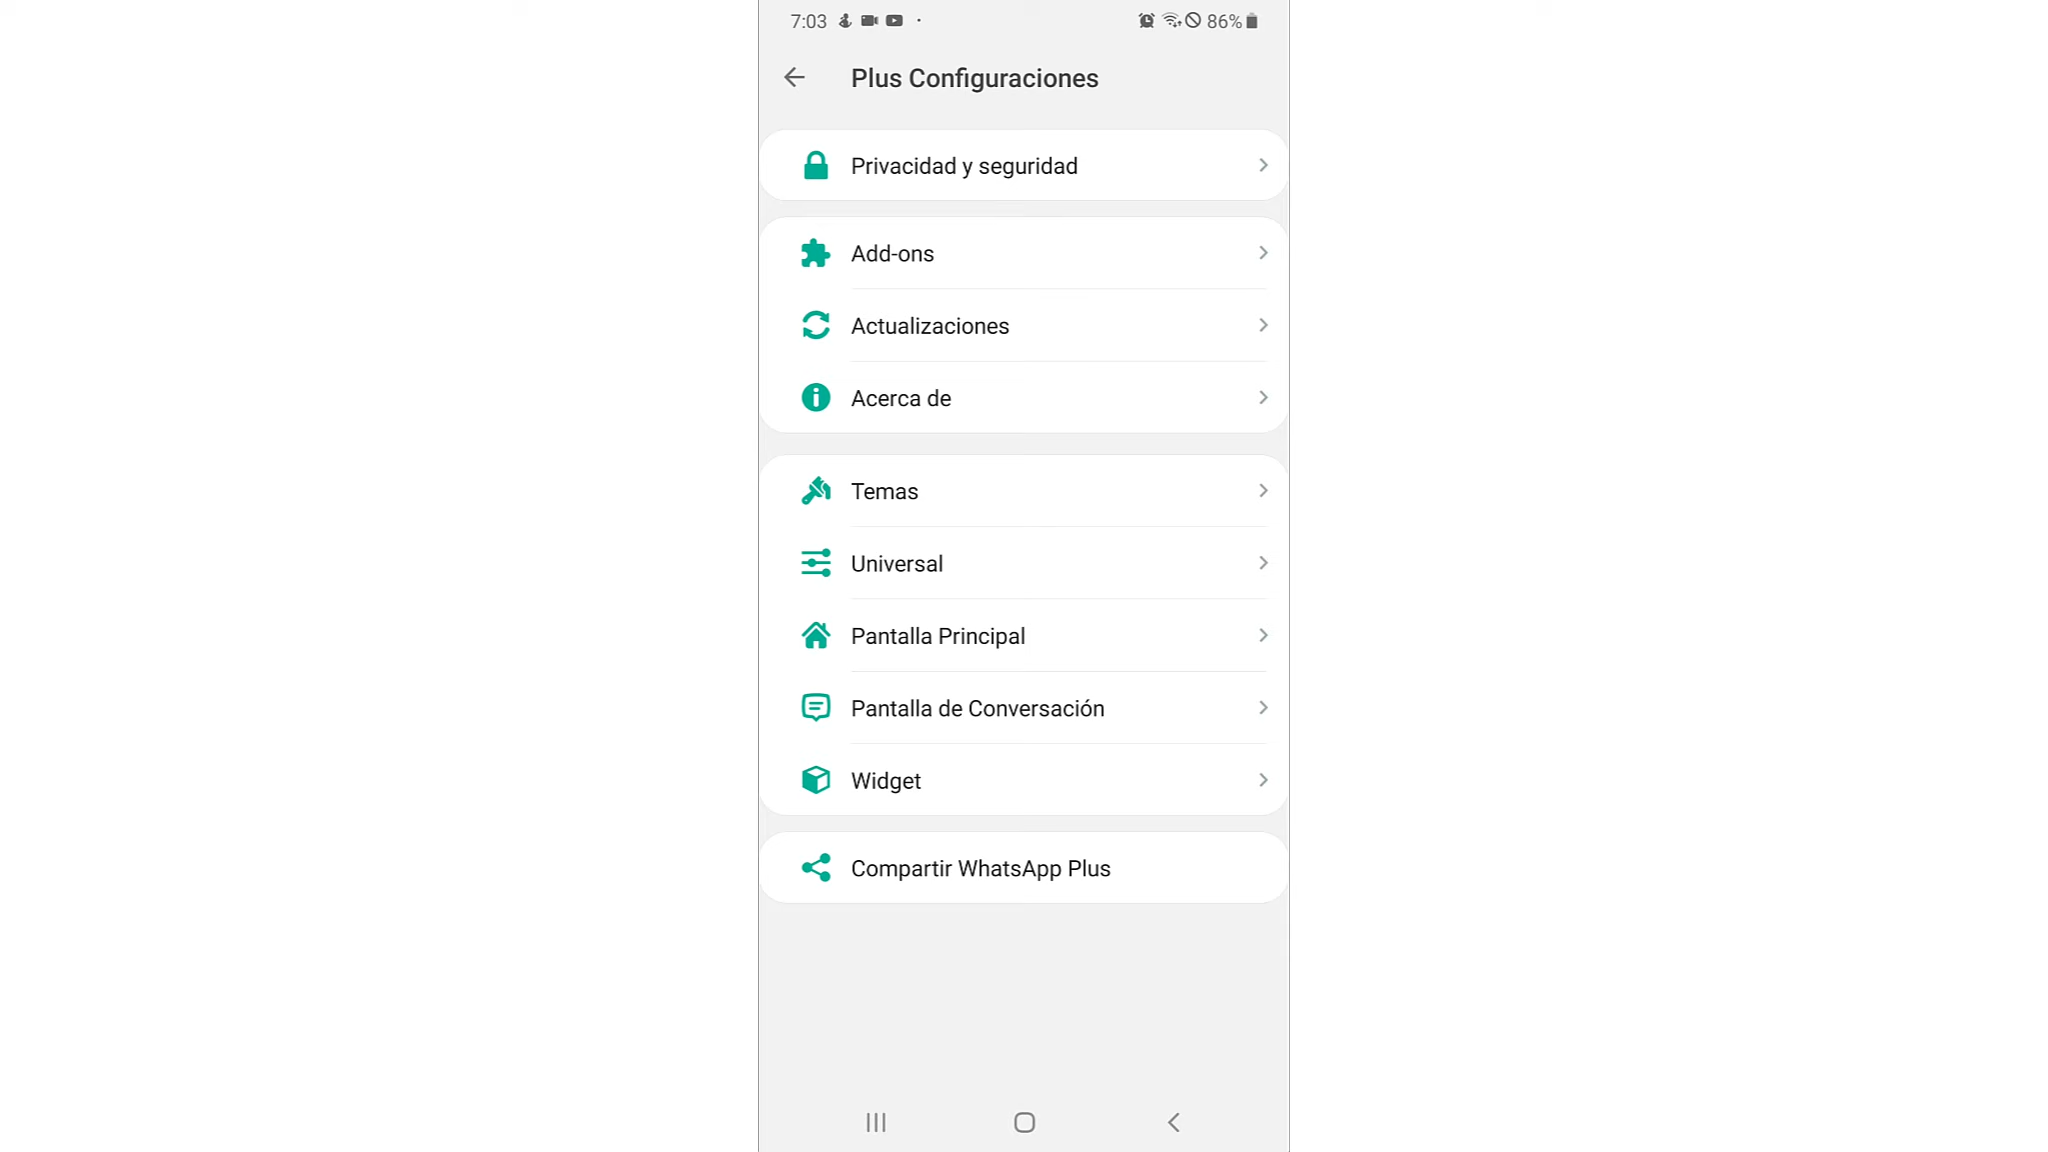 7:03 86%
Plus Configuraciones
Privacidad y seguridad
Add-ons
Actualizaciones
Acerca de
Temas
Universal
Pantalla Principal
Pantalla de Conversación
Widget
Compartir WhatsApp Plus